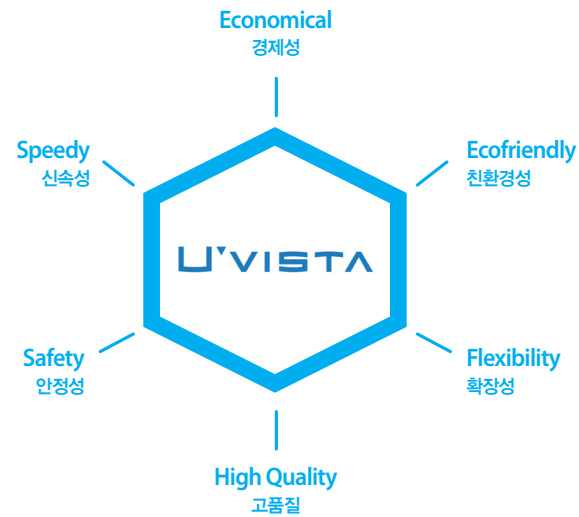 Economical
경제성
Speedy
신속성
Ecofriendly
친환경성
U'VISTA
Safety
안정성
Flexibility
확장성
High Quality
고품질